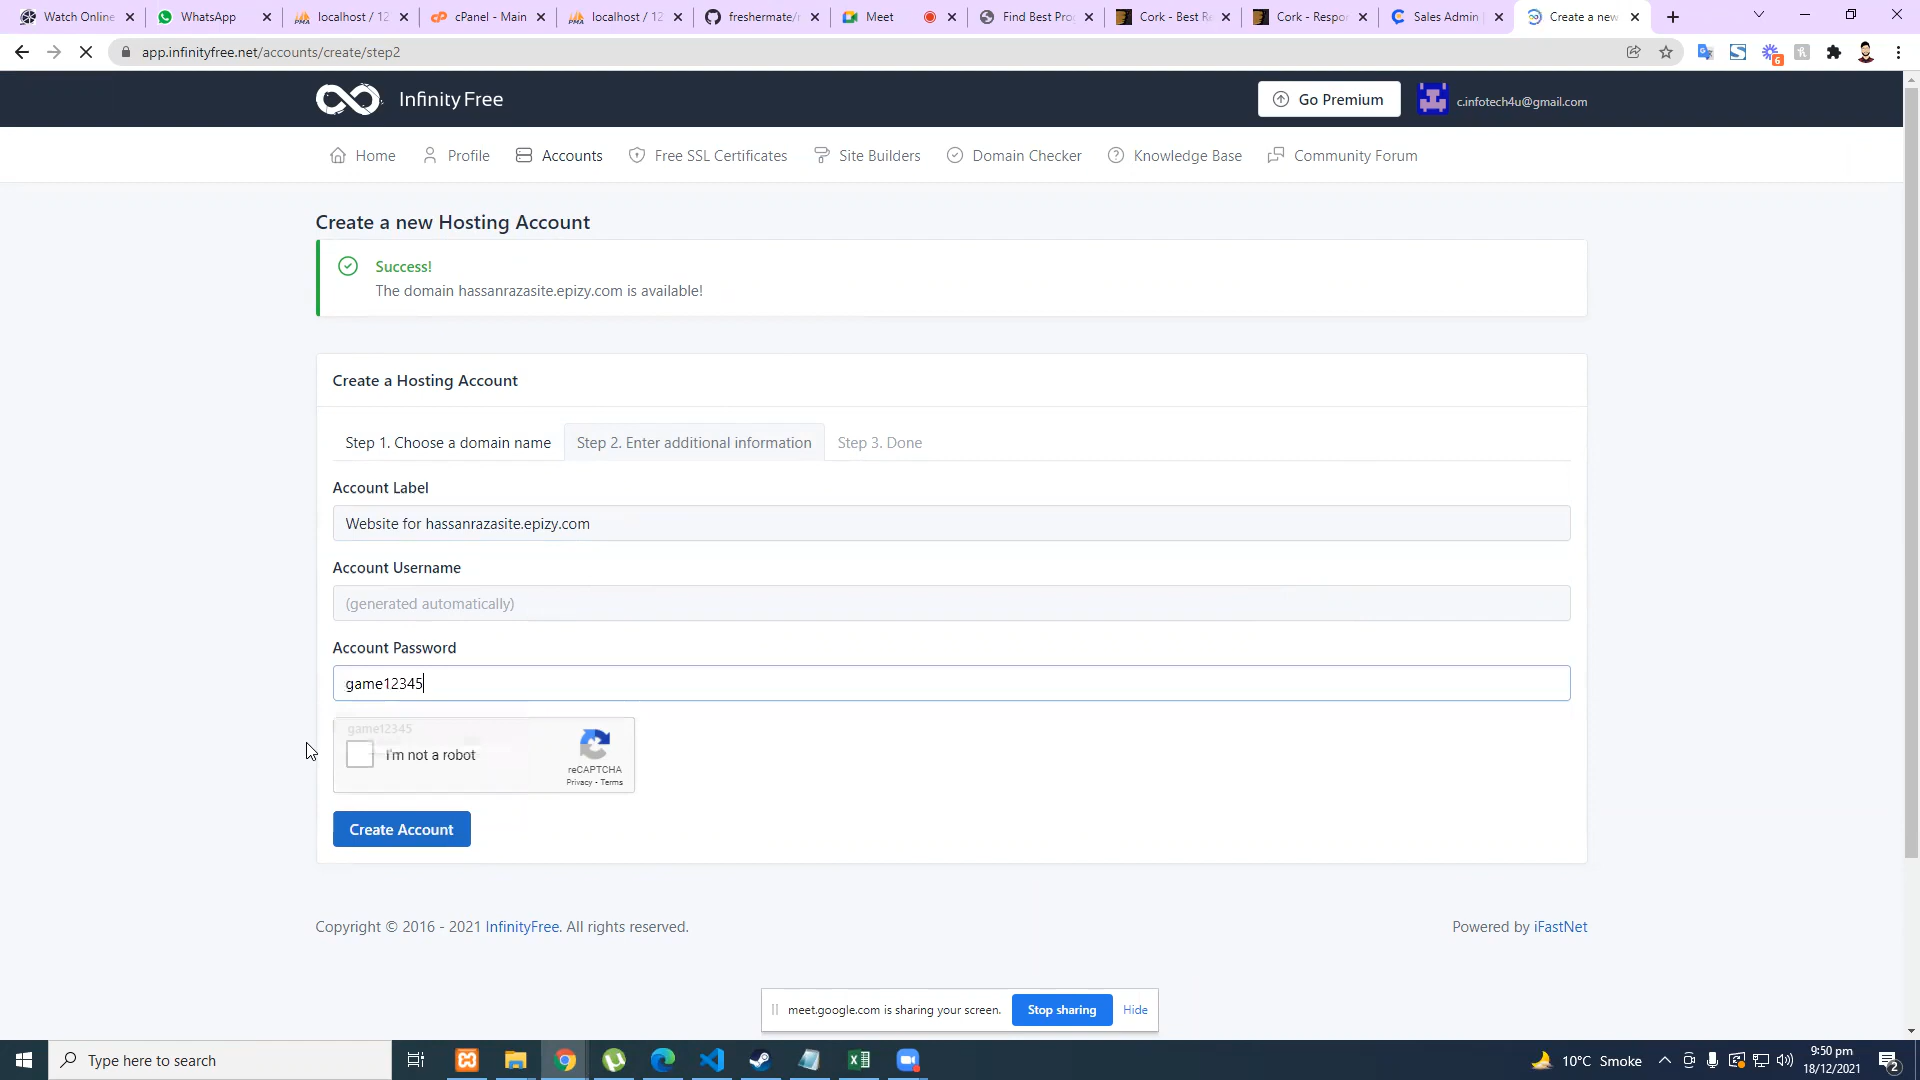 Watch Online
WhatsApp
localhost / 12
cPanel - Main
localhost / 12
freshermate/r
Meet
Find Best Pro
Cork - Best Re
Cork - Respo
Sales Admin
Create a new
app.infinityfree.net/accounts/create/step2
6
Infinity Free
Go Premium
c.infotech4u@gmail.com
Home
Profile
Accounts
Free SSL Certificates
Site Builders
Domain Checker
Knowledge Base
Community Forum
Create a new Hosting Account
Success!
The domain hassanrazasite.epizy.com is available!
Create a Hosting Account
Step 1. Choose a domain name
Step 2. Enter additional information
Step 3. Done
Account Label
Website for hassanrazasite.epizy.com
Account Username
(generated automatically)
Account Password
game12345
game12345
I'm not a robot
reCAPTCHA
Privacy - Terms
Create Account
Copyright © 2016 - 2021 InfinityFree. All rights reserved.
Powered by iFastNet
meet.google.com is sharing your screen.
Stop sharing
Hide
Type here to search
10°C Smoke
9:50 pm
18/12/2021
2